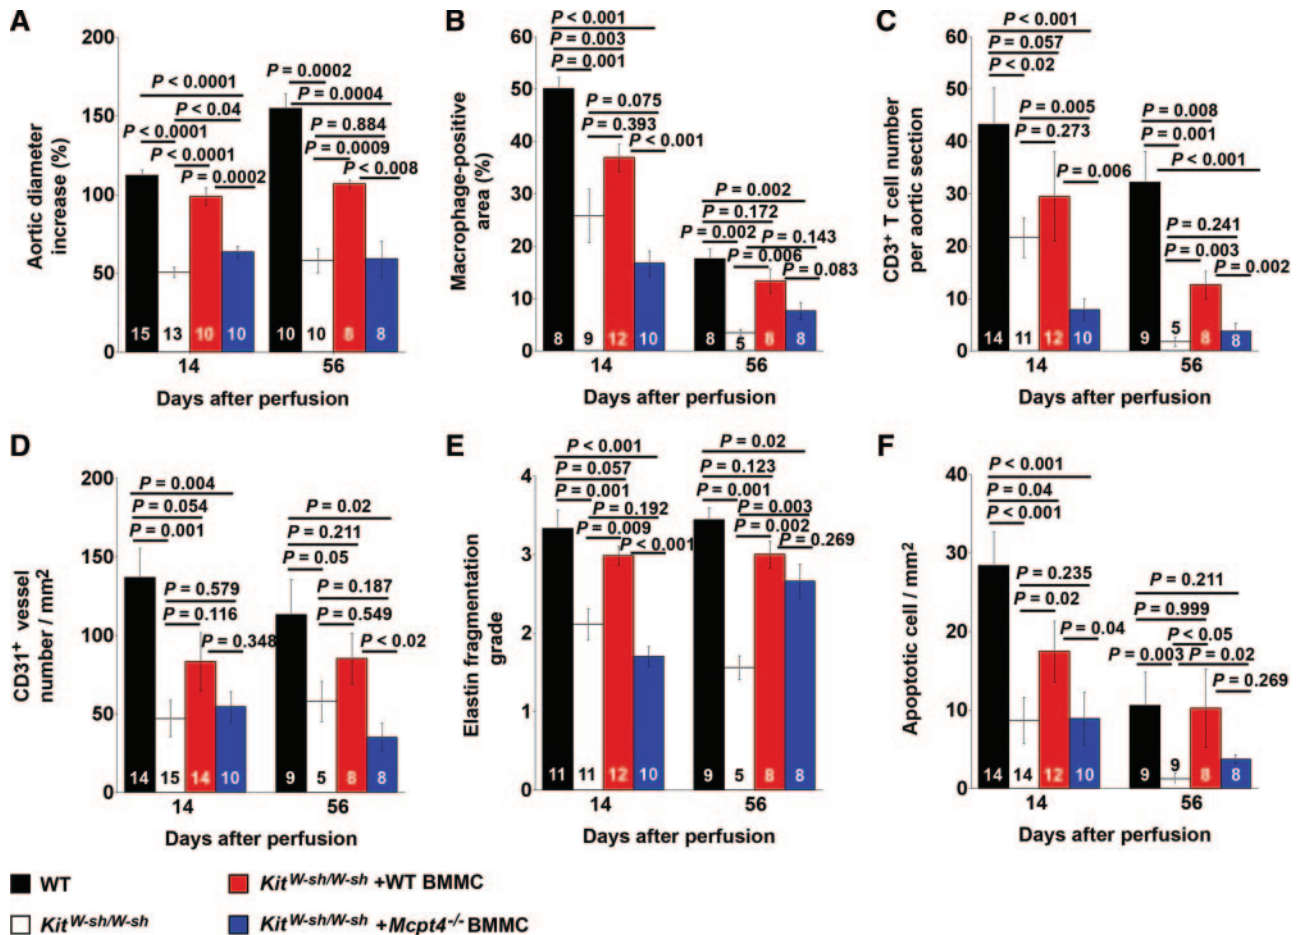 A
200
150
100
50
0
Aortic diameter
increase (%)
P < 0.0001
P < 0.04
P < 0.0001
P < 0.0001
P = 0.0002
P = 0.0002
P = 0.0004
P = 0.884
P = 0.0009
P < 0.008
15 13 10 10
10 10 8 8
14 56
Days after perfusion
B
60
50
40
30
20
10
0
Macrophage-positive
area (%)
P < 0.001
P = 0.003
P = 0.001
P = 0.075
P = 0.393
P < 0.001
P = 0.002
P = 0.172
P = 0.002
P = 0.143
P = 0.006
P = 0.083
8 9 12 10
8 5 8 8
14 56
Days after perfusion
C
60
50
40
30
20
10
0
CD3+ T cell number
per aortic section
P < 0.001
P = 0.057
P < 0.02
P = 0.005
P = 0.273
P = 0.006
P = 0.008
P = 0.001
P < 0.001
P = 0.241
P = 0.003
P = 0.002
14 11 12 10
9 5 8 8
14 56
Days after perfusion
D
200
150
100
50
0
CD31+ vessel
number / mm2
P = 0.004
P = 0.054
P = 0.001
P = 0.579
P = 0.116
P = 0.348
P = 0.02
P = 0.211
P = 0.05
P = 0.187
P = 0.549
P < 0.02
14 15 14 10
9 5 8 8
14 56
Days after perfusion
E
4
3
2
1
0
Elastin fragmentation
grade
P < 0.001
P = 0.057
P = 0.001
P = 0.192
P = 0.009
P < 0.001
P = 0.02
P = 0.123
P = 0.001
P = 0.003
P = 0.002
P = 0.269
11 11 12 10
9 5 8 8
14 56
Days after perfusion
F
40
30
20
10
0
Apoptotic cell / mm2
P < 0.001
P = 0.04
P < 0.001
P = 0.235
P = 0.02
P = 0.04
P = 0.211
P = 0.999
P < 0.05
P = 0.003
P = 0.02
P = 0.269
14 14 12 10
9 9 8 8
14 56
Days after perfusion
WT
Kit W-sh/W-sh
Kit W-sh/W-sh +WT BMMC
Kit W-sh/W-sh +Mcpt4-/- BMMC